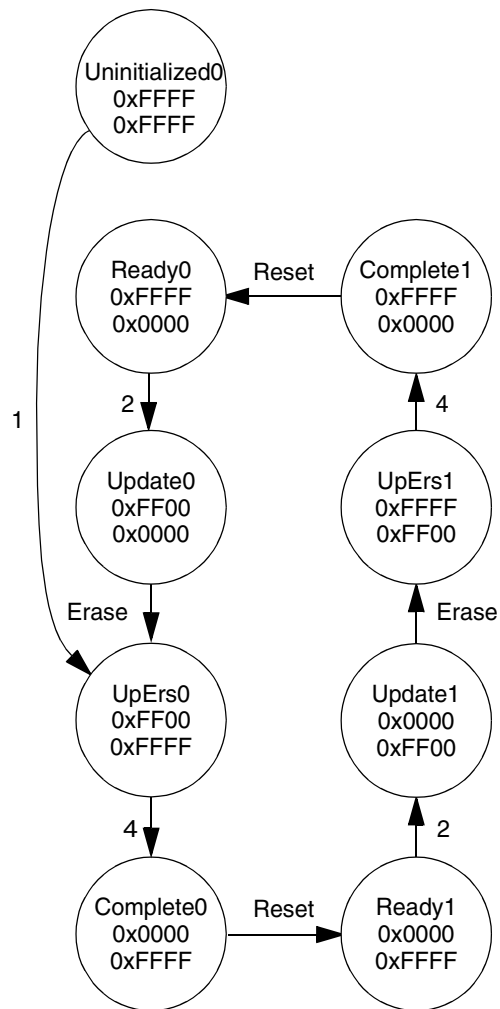 Uninitialized0
0xFFFF
0xFFFF
Ready0
0xFFFF
0x0000
Reset
Complete1
0xFFFF
0x0000
1
2
4
Update0
0xFF00
0x0000
UpErs1
0xFFFF
0xFF00
Erase
Erase
UpErs0
0xFF00
0xFFFF
Update1
0x0000
0xFF00
4
2
Complete0
0x0000
0xFFFF
Reset
Ready1
0x0000
0xFFFF